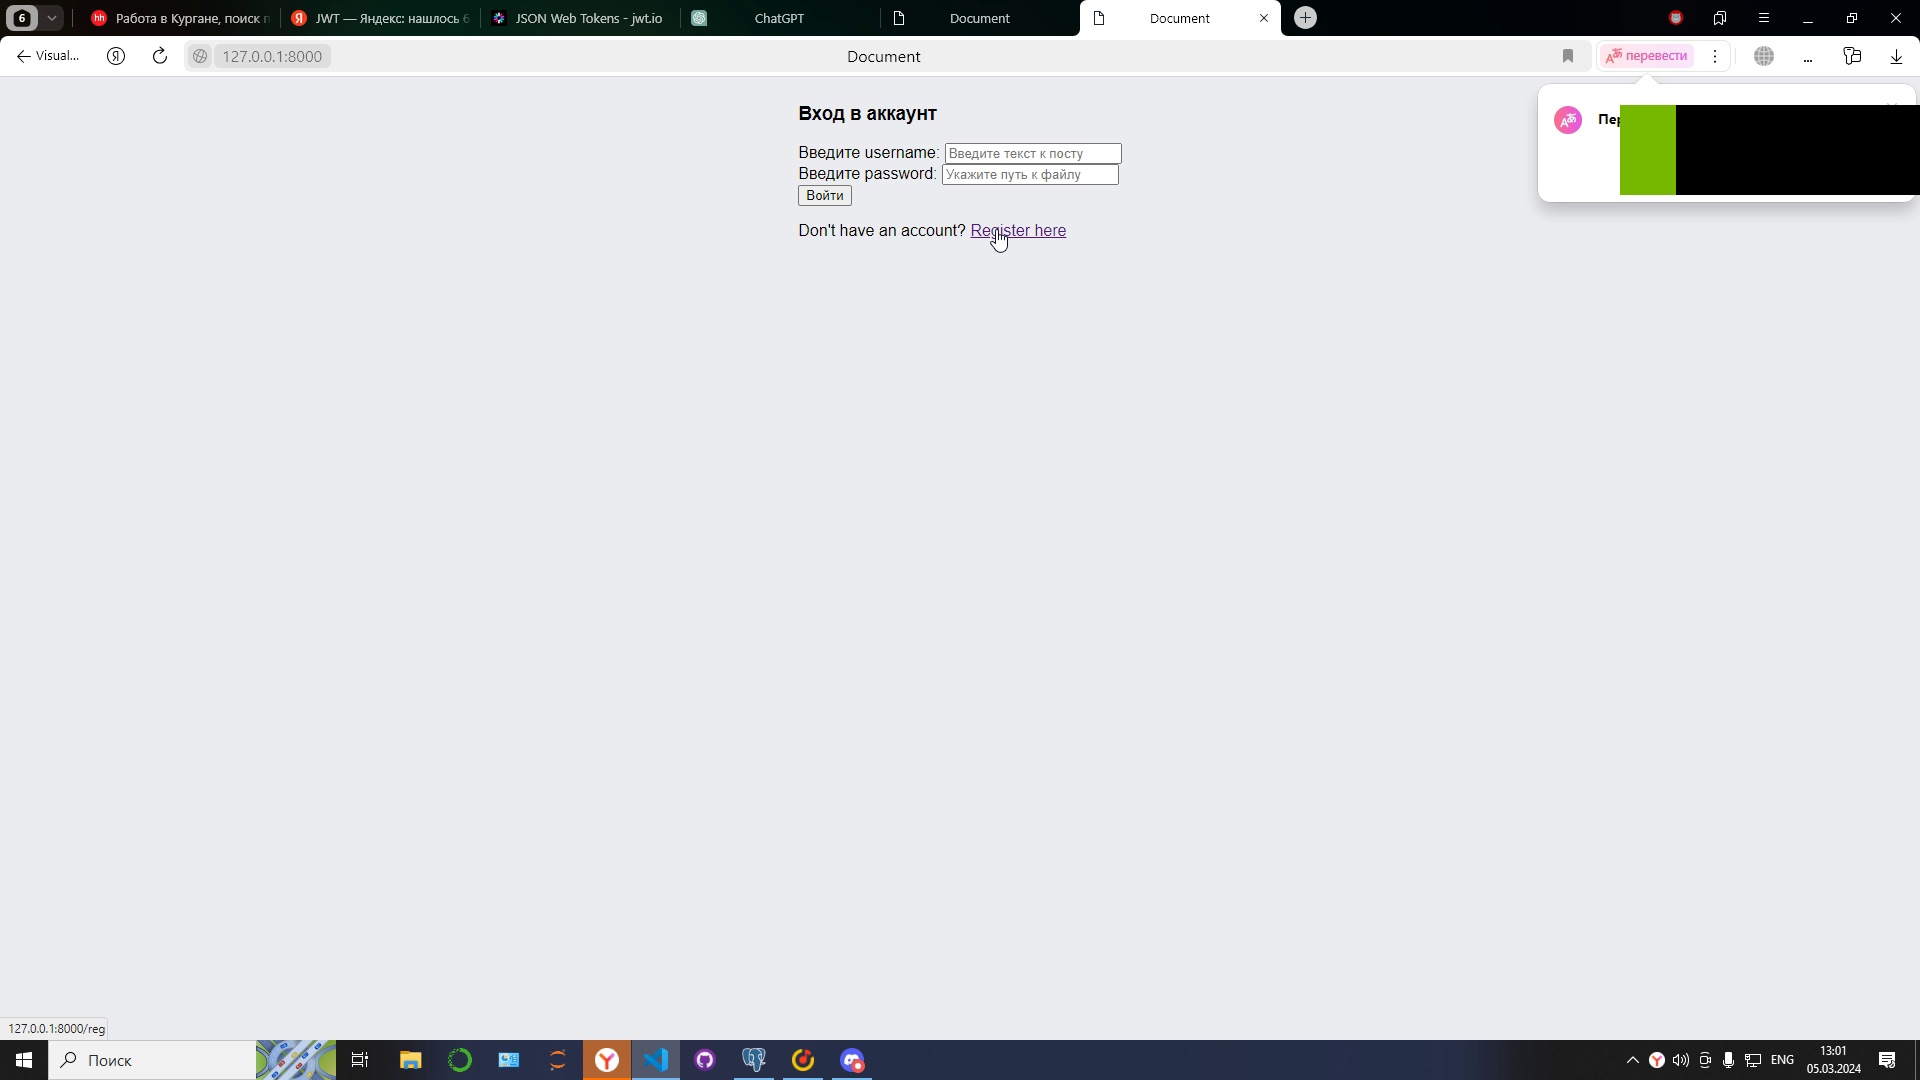 6
Работа в Кургане, поиск
JWT — Яндекс: нашлось 6
JSON Web Tokens - jwt.io
ChatGPT
Document
Document
Visual...
127.0.0.1:8000
Document
перевести
Вход в аккаунт
Введите username: Введите текст к посту
Введите password: Укажите путь к файлу
Войти
Don't have an account? Register here
127.0.0.1:8000/reg
Поиск
ENG
13:01
05.03.2024